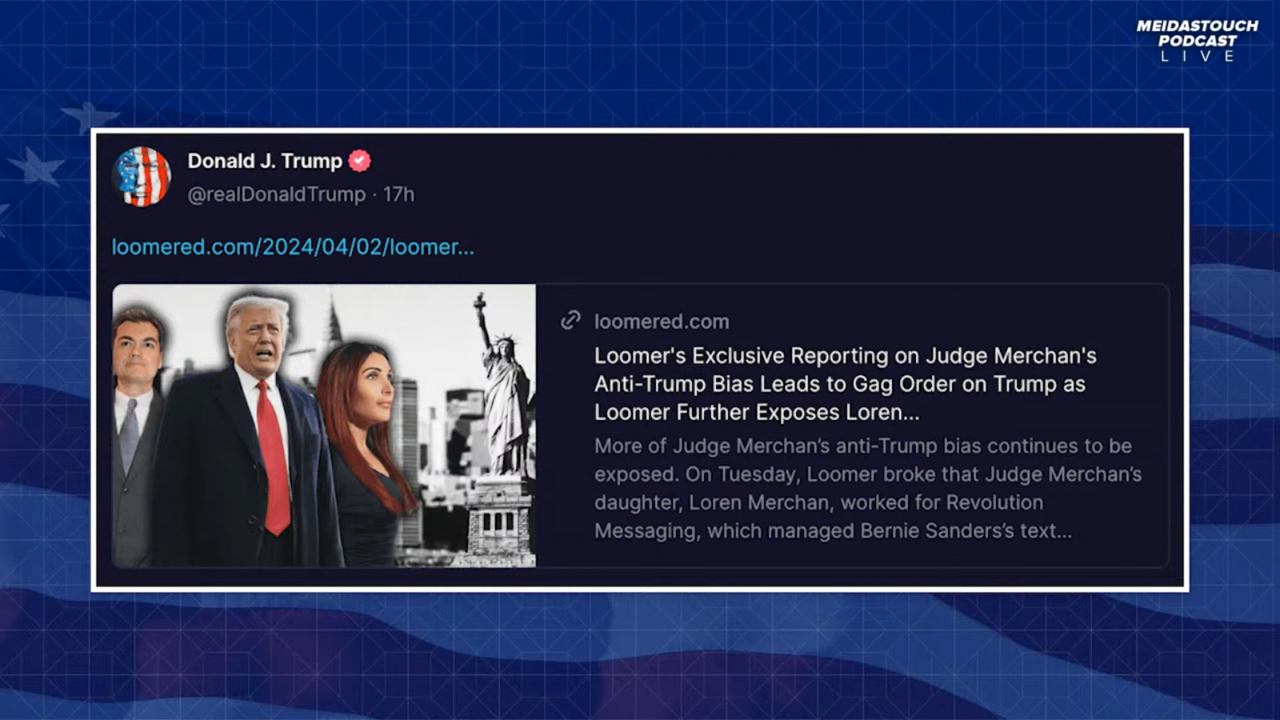 MEIDASTOUCH
PODCAST
LIVE
Donald J. Trump
@realDonaldTrump · 17h
loomered.com/2024/04/02/loomer...
loomered.com
Loomer's Exclusive Reporting on Judge Merchan's
Anti-Trump Bias Leads to Gag Order on Trump as
Loomer Further Exposes Loren...
More of Judge Merchan's anti-Trump bias continues to be
exposed. On Tuesday, Loomer broke that Judge Merchan's
daughter, Loren Merchan, worked for Revolution
Messaging, which managed Bernie Sanders's text...